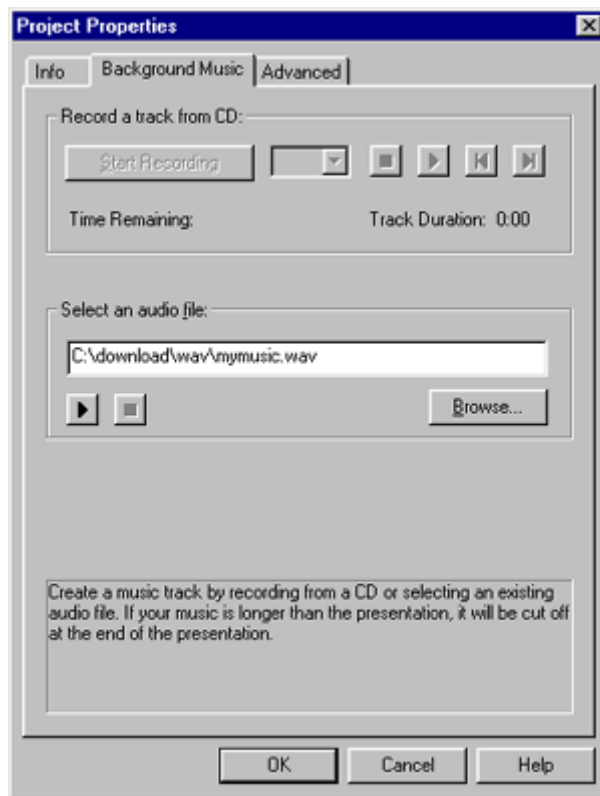 Project Properties
Info Background Music Advanced
Record a track from CD:
Start Recording
Time Remaining: Track Duration: 0:00
Select an audio file:
C:\download\wav\mymusic.wav
Browse...
Create a music track by recording from a CD or selecting an existing
audio file. If your music is longer than the presentation, it will be cut off
at the end of the presentation.
OK Cancel Help